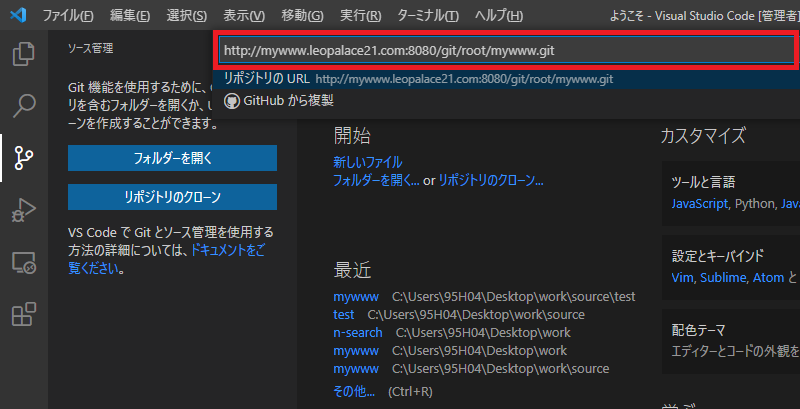 ファイル(F) 編集(E) 選択(S) 表示(V) 移動(G) 実行(R) ターミナル(T) ヘルプ(H) ようこそ - Visual Studio Code [管理者]
ソース管理
http://mywww.leopalace21.com:8080/git/root/mywww.git
リポジトリの URL http://mywww.leopalace21.com:8080/git/root/mywww.git
GitHub から複製
Git 機能を使用するために、
リを含むフォルダーを開くか、
ーンを作成することができます。
フォルダーを開く
リポジトリのクローン
VS Code で Git とソース管理を使用する
方法の詳細については、ドキュメントをご
覧ください。
開始
新しいファイル
フォルダーを開く... or リポジトリのクローン...
最近
mywww C:\Users\95H04\Desktop\work\source\test
test C:\Users\95H04\Desktop\work\source
n-search C:\Users\95H04\Desktop\work
mywww C:\Users\95H04\Desktop\work
mywww C:\Users\95H04\Desktop\work\source
その他... (Ctrl+R)
カスタマイズ
ツールと言語
JavaScript, Python, Jav
設定とキーバインド
Vim, Sublime, Atom と
配色テーマ
エディターとコードの外観を